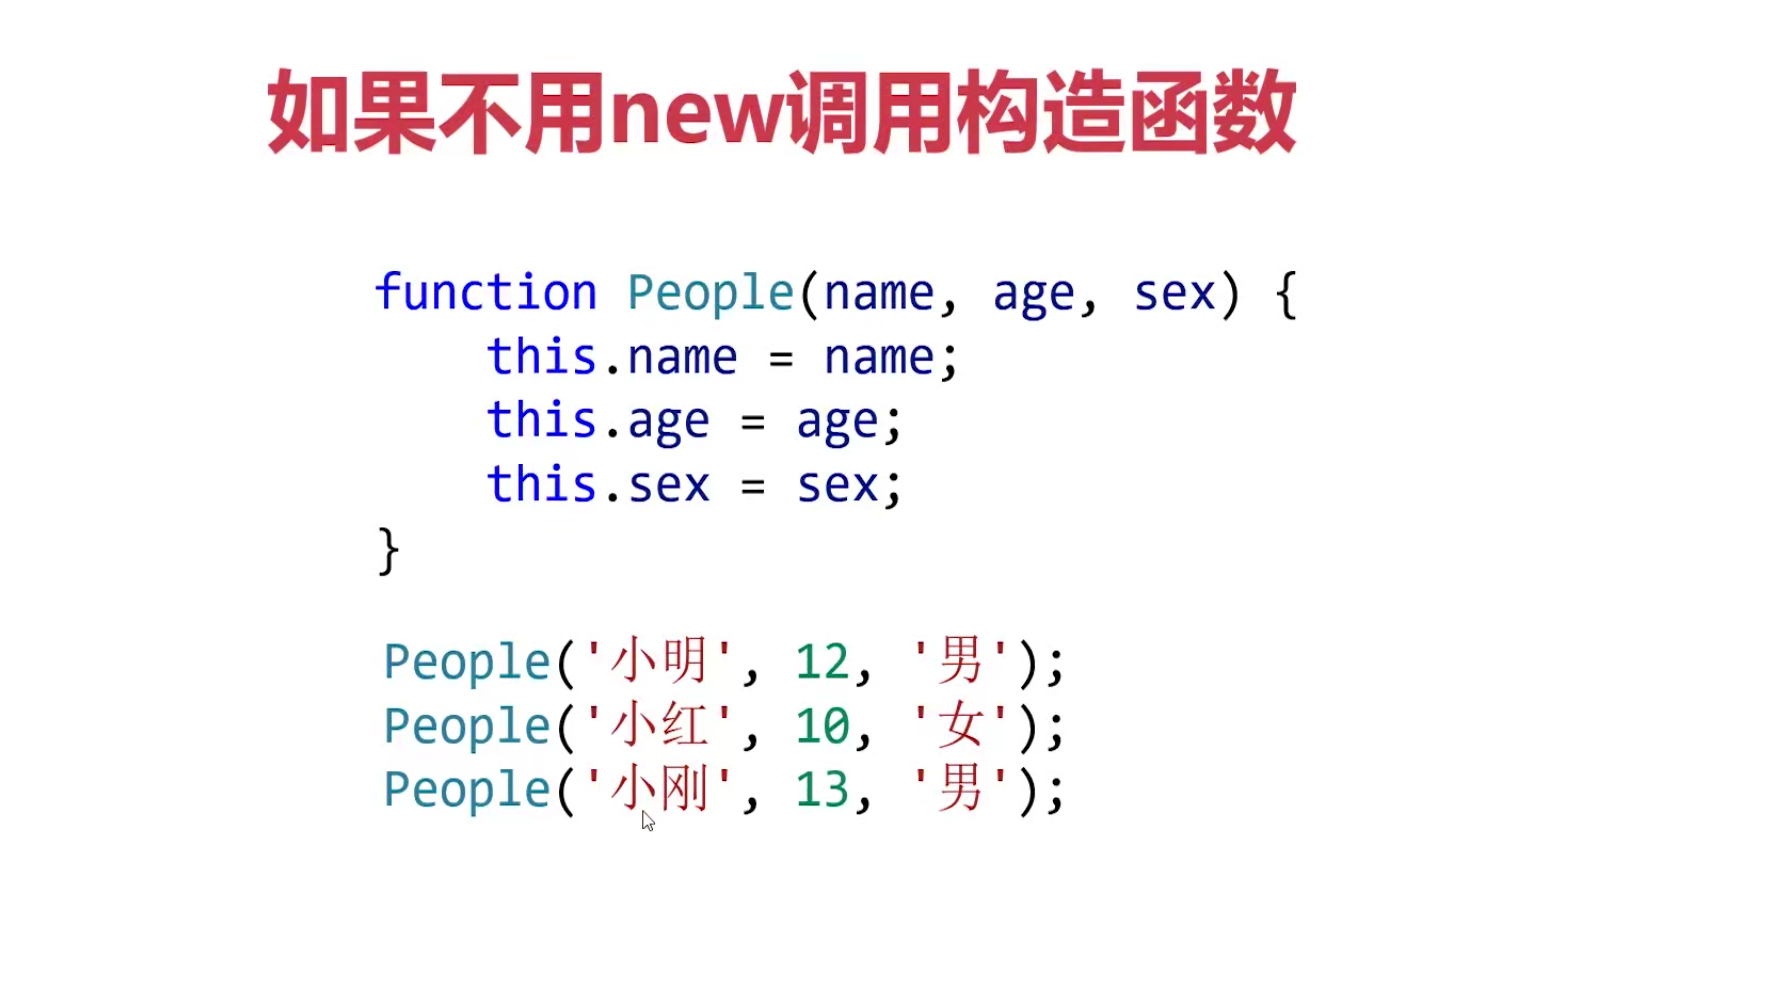 如果不用new调用构造函数
function People(name, age, sex) {
    this.name = name;
    this.age = age;
    this.sex = sex;
}
People('小明', 12, '男');
People('小红', 10, '女');
People('小刚', 13, '男');